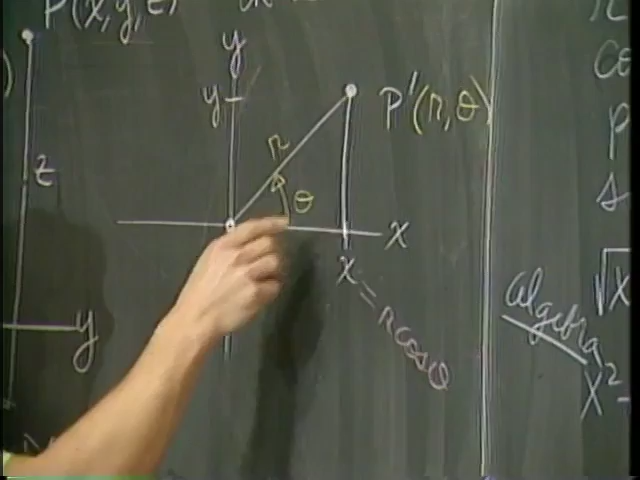 P(x,y,z)
z
y
y
y
r
θ
P'(r,θ)
x
x = r cos θ
algebra
√x
x²-